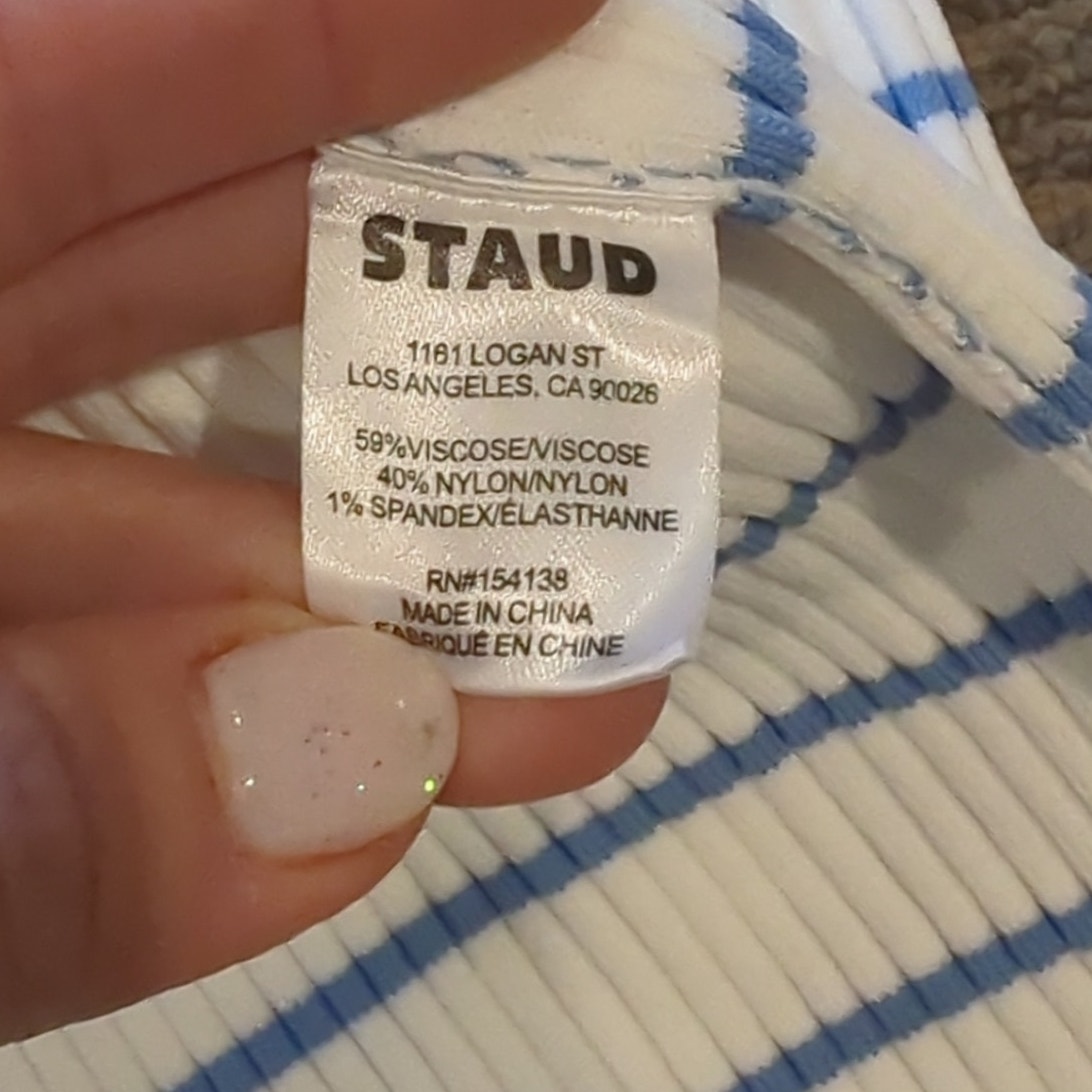 STAUD
1161 LOGAN ST
LOS ANGELES, CA 90026
59%VISCOSE/VISCOSE
40% NYLON/NYLON
1% SPANDEX/ÉLASTHANNE
RN#154138
MADE IN CHINA
FABRIQUÉ EN CHINE